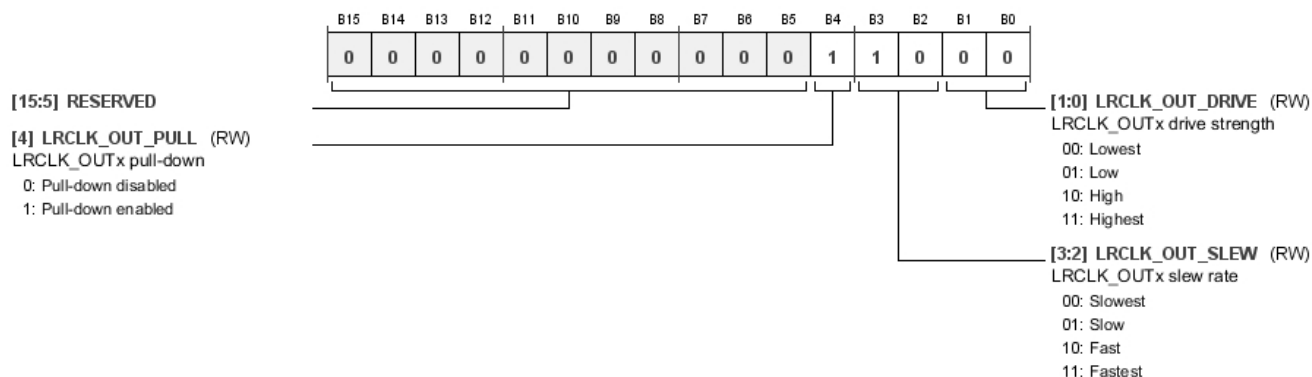 B15 B14 B13 B12 B11 B10 B9 B8 B7 B6 B5 B4 B3 B2 B1 B0
0 0 0 0 0 0 0 0 0 0 0 1 1 0 0 0
[15:5] RESERVED
[4] LRCLK_OUT_PULL (RW)
LRCLK_OUTx pull-down
0: Pull-down disabled
1: Pull-down enabled
[1:0] LRCLK_OUT_DRIVE (RW)
LRCLK_OUTx drive strength
00: Lowest
01: Low
10: High
11: Highest
[3:2] LRCLK_OUT_SLEW (RW)
LRCLK_OUTx slew rate
00: Slowest
01: Slow
10: Fast
11: Fastest